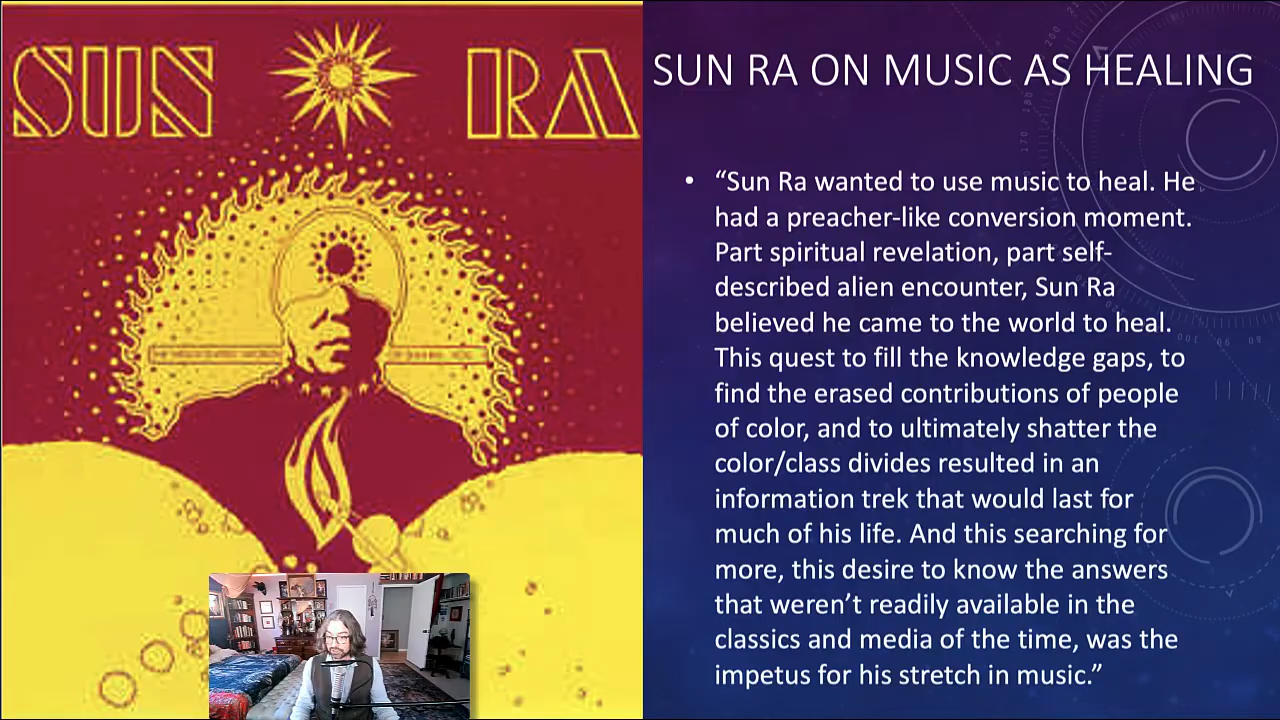 SUN RA
SUN RA ON MUSIC AS HEALING
• “Sun Ra wanted to use music to heal. He
had a preacher-like conversion moment.
Part spiritual revelation, part self-
described alien encounter, Sun Ra
believed he came to the world to heal.
This quest to fill the knowledge gaps, to
find the erased contributions of people
of color, and to ultimately shatter the
color/class divides resulted in an
information trek that would last for
much of his life. And this searching for
more, this desire to know the answers
that weren’t readily available in the
classics and media of the time, was the
impetus for his stretch in music.”